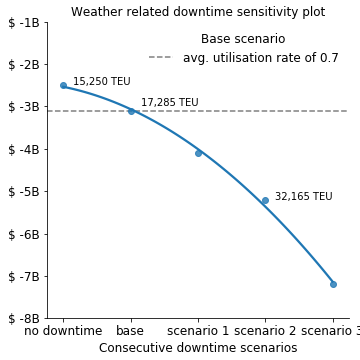 Weather related downtime sensitivity plot
$ -1B
Base scenario
avg. utilisation rate of 0.7
$ -2B
15,250 TEU
$ -3B
17,285 TEU
$ -4B
$ -5B
32,165 TEU
$ -6B
$ -7B
$ -8B
no downtime base scenario 1 scenario 2 scenario 3
Consecutive downtime scenarios